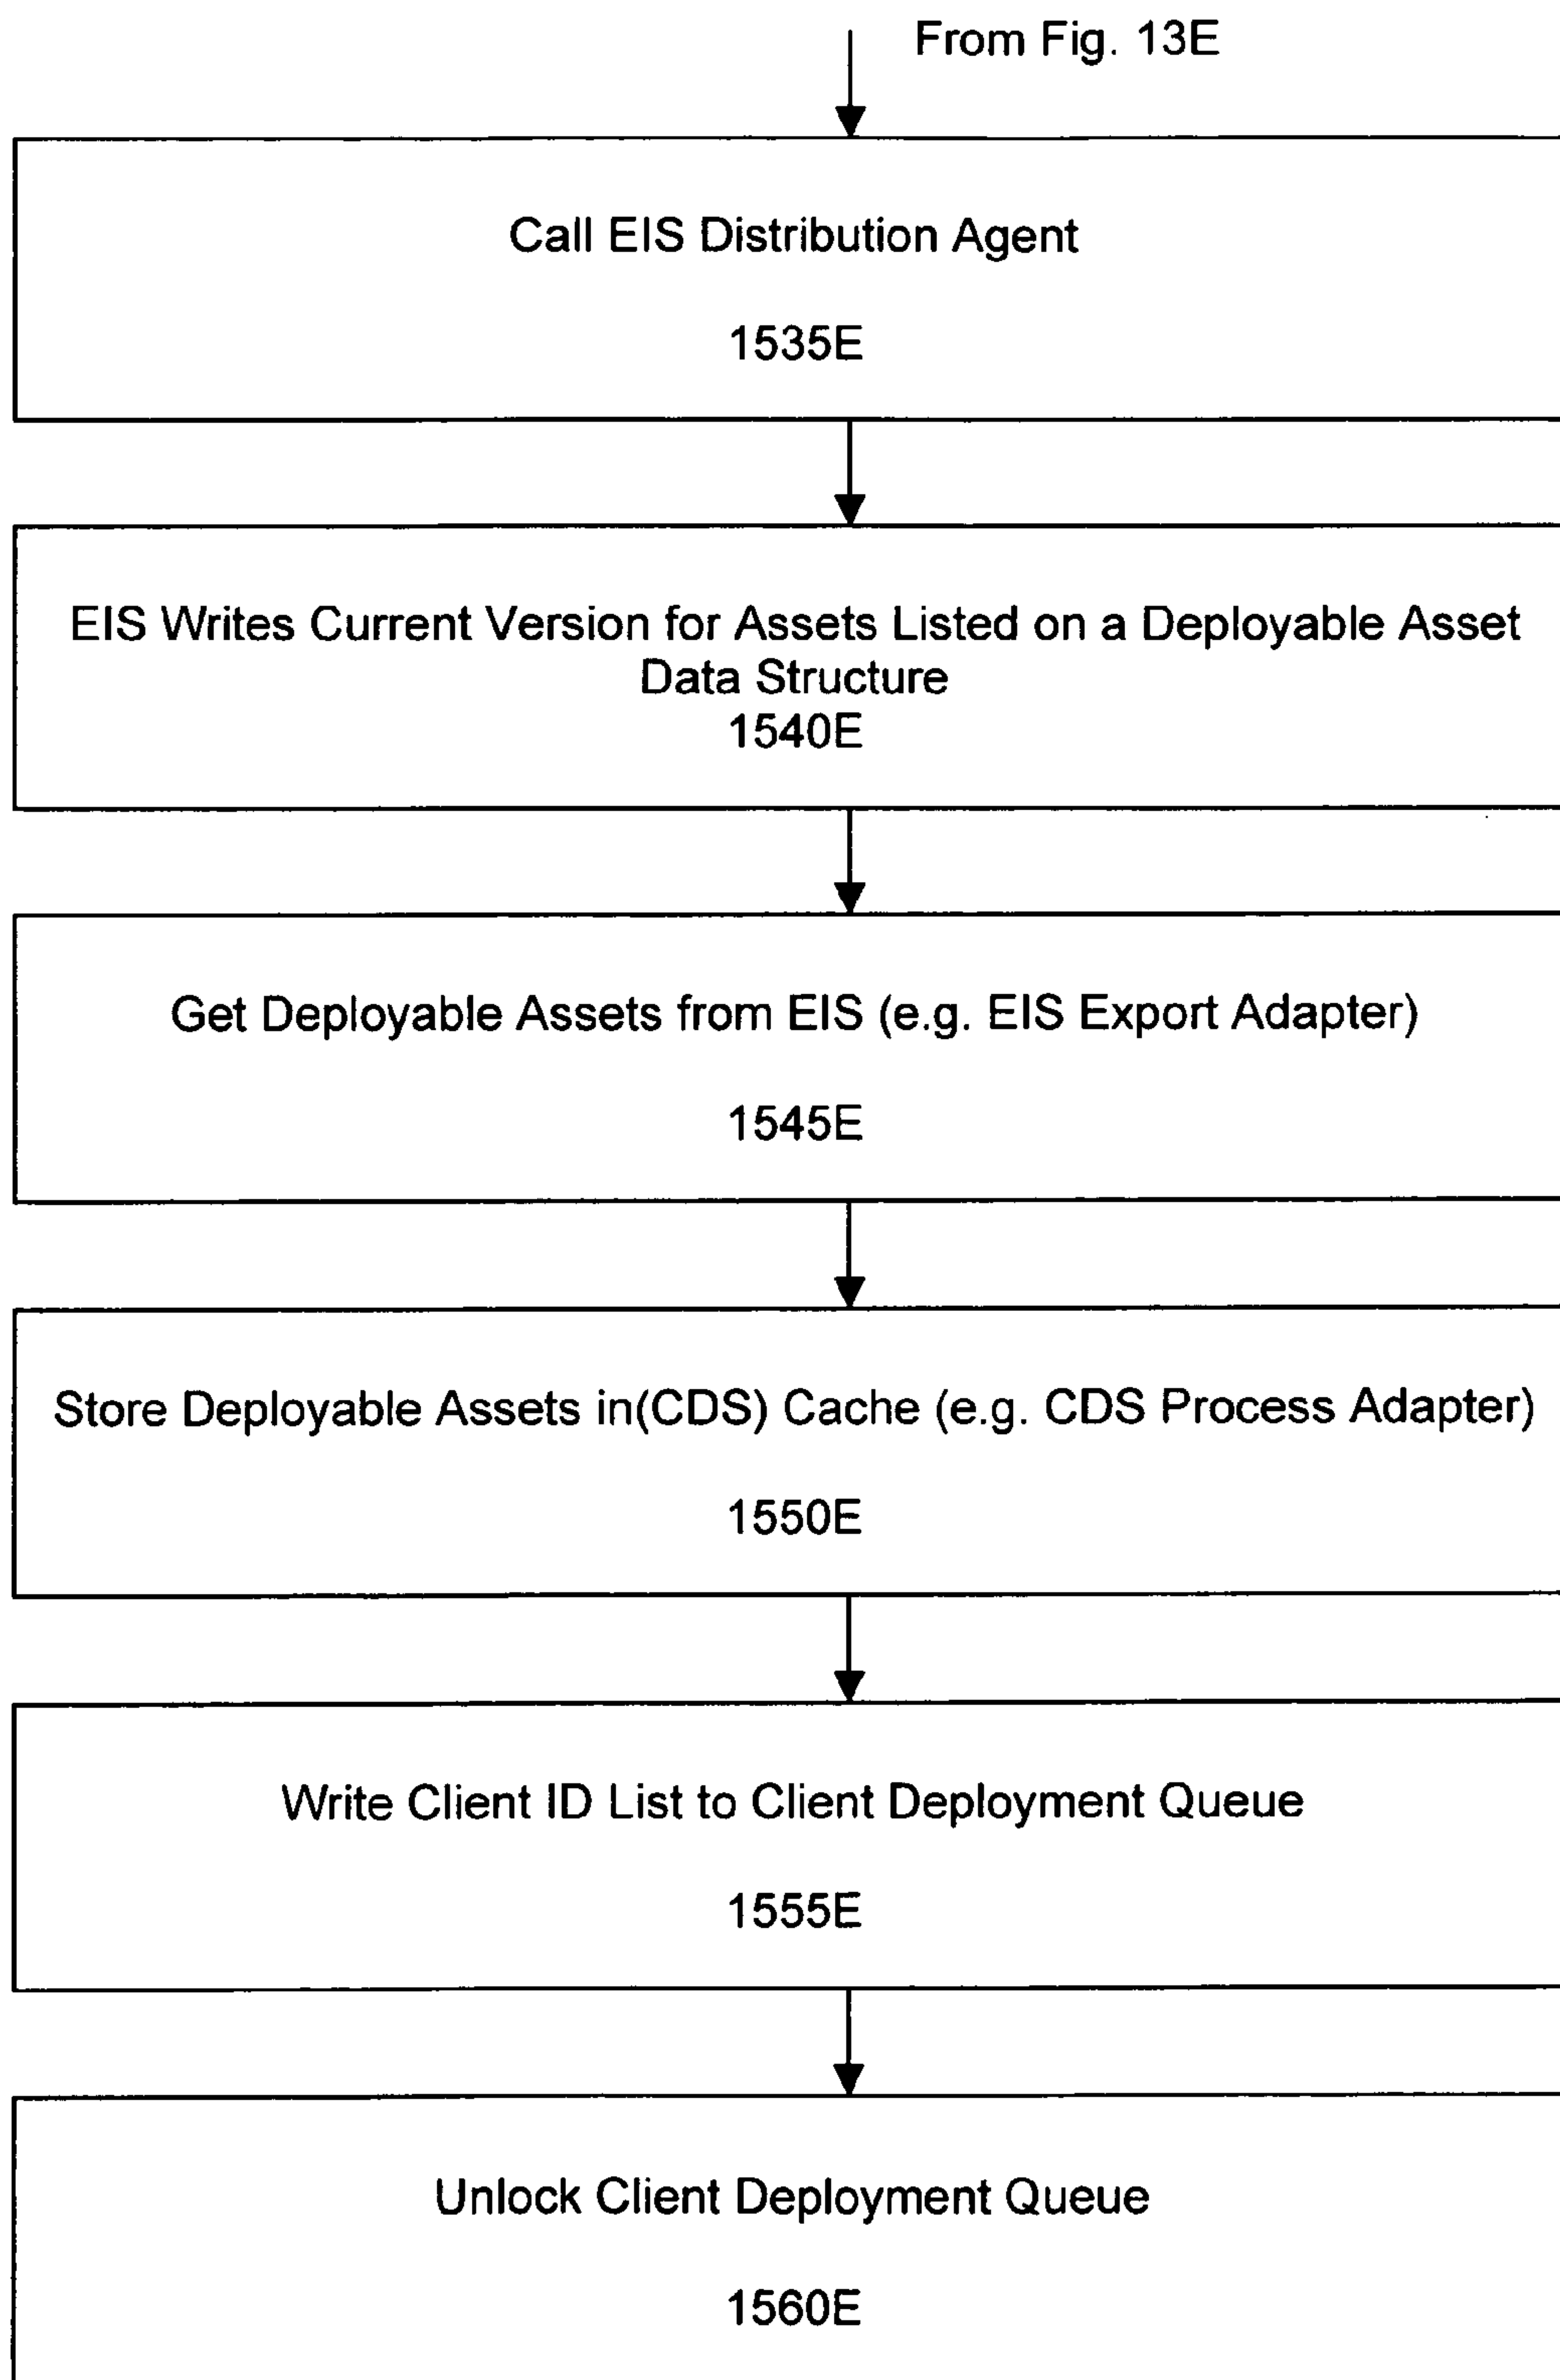 From Fig. 13E
Call EIS Distribution Agent
1535E
EIS Writes Current Version for Assets Listed on a Deployable Asset
Data Structure
1540E
Get Deployable Assets from EIS (e.g. EIS Export Adapter)
1545E
Store Deployable Assets in(CDS) Cache (e.g. CDS Process Adapter)
1550E
Write Client ID List to Client Deployment Queue
1555E
Unlock Client Deployment Queue
1560E